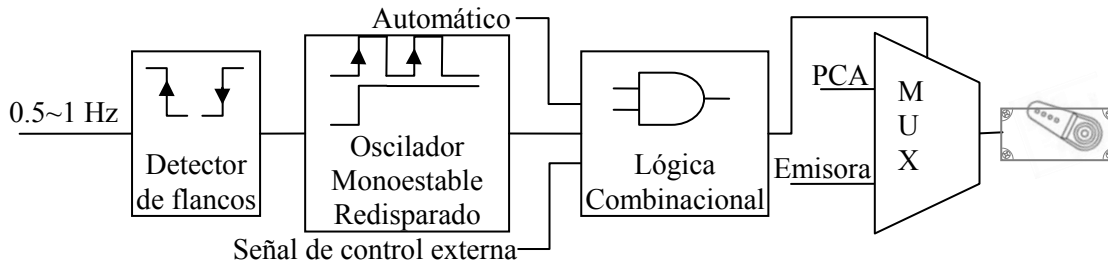 Automático
0.5~1 Hz
Detector
de flancos
Oscilador
Monoestable
Redisparado
Señal de control externa
Lógica
Combinacional
PCA
Emisora
M
U
X